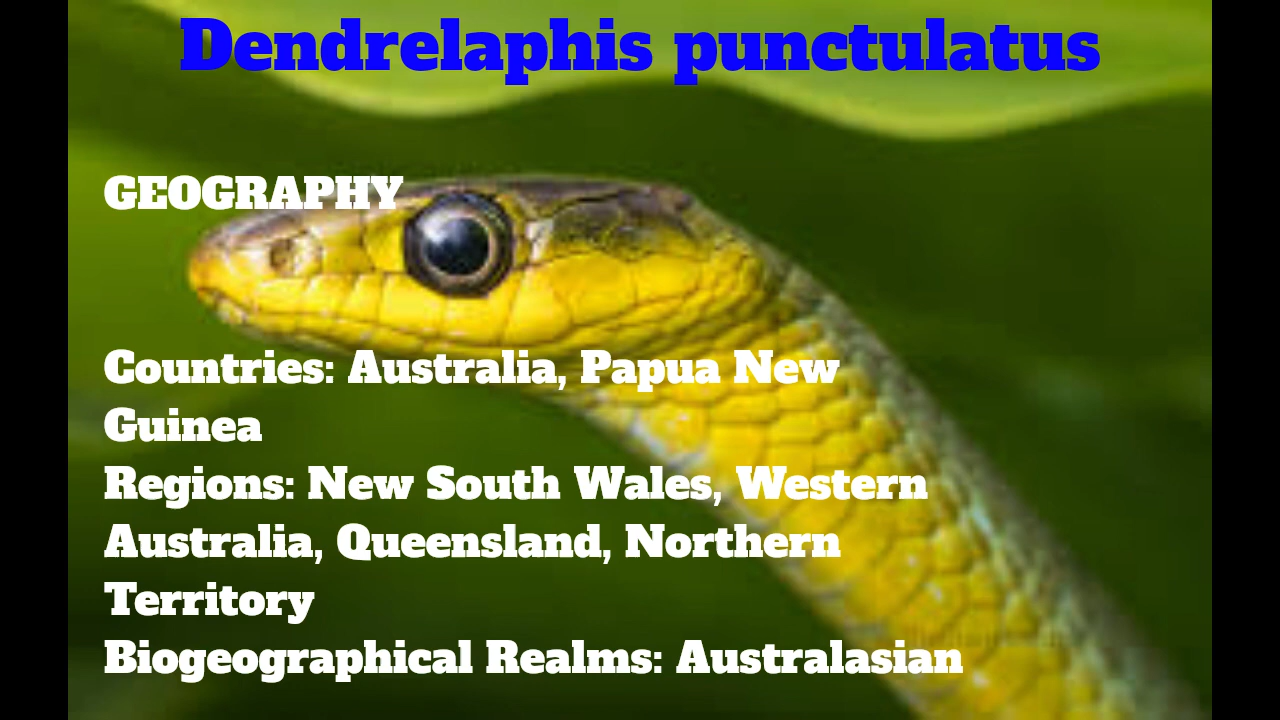 Dendrelaphis punctulatus
GEOGRAPHY
Countries: Australia, Papua New
Guinea
Regions: New South Wales, Western
Australia, Queensland, Northern
Territory
Biogeographical Realms: Australasian